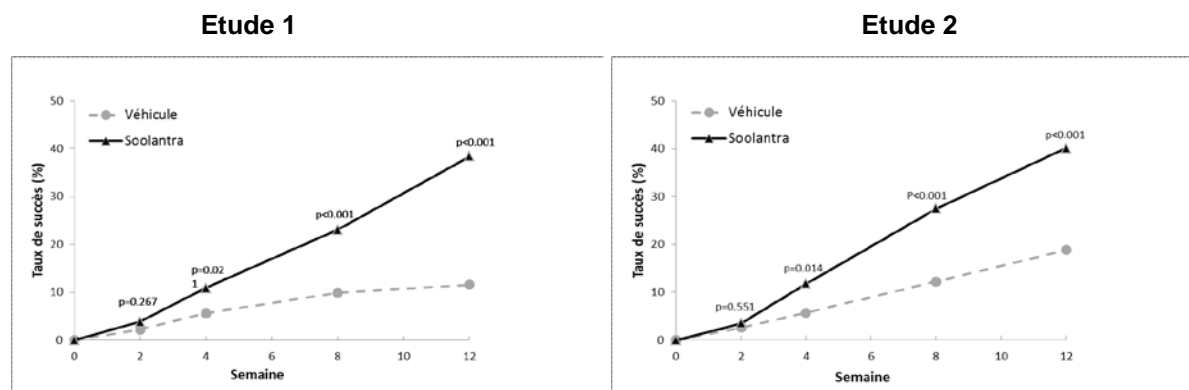 Etude 1
Etude 2
50
40
30
20
10
0
Taux de succès (%)
Véhicule
Soolantra
p=0.267
p=0.02
1
p<0.001
p<0.001
0
2
4
6
8
10
12
Semaine
50
40
30
20
10
0
Taux de succès (%)
Véhicule
Soolantra
p=0.551
p=0.014
P<0.001
p<0.001
0
2
4
6
8
10
12
Semaine